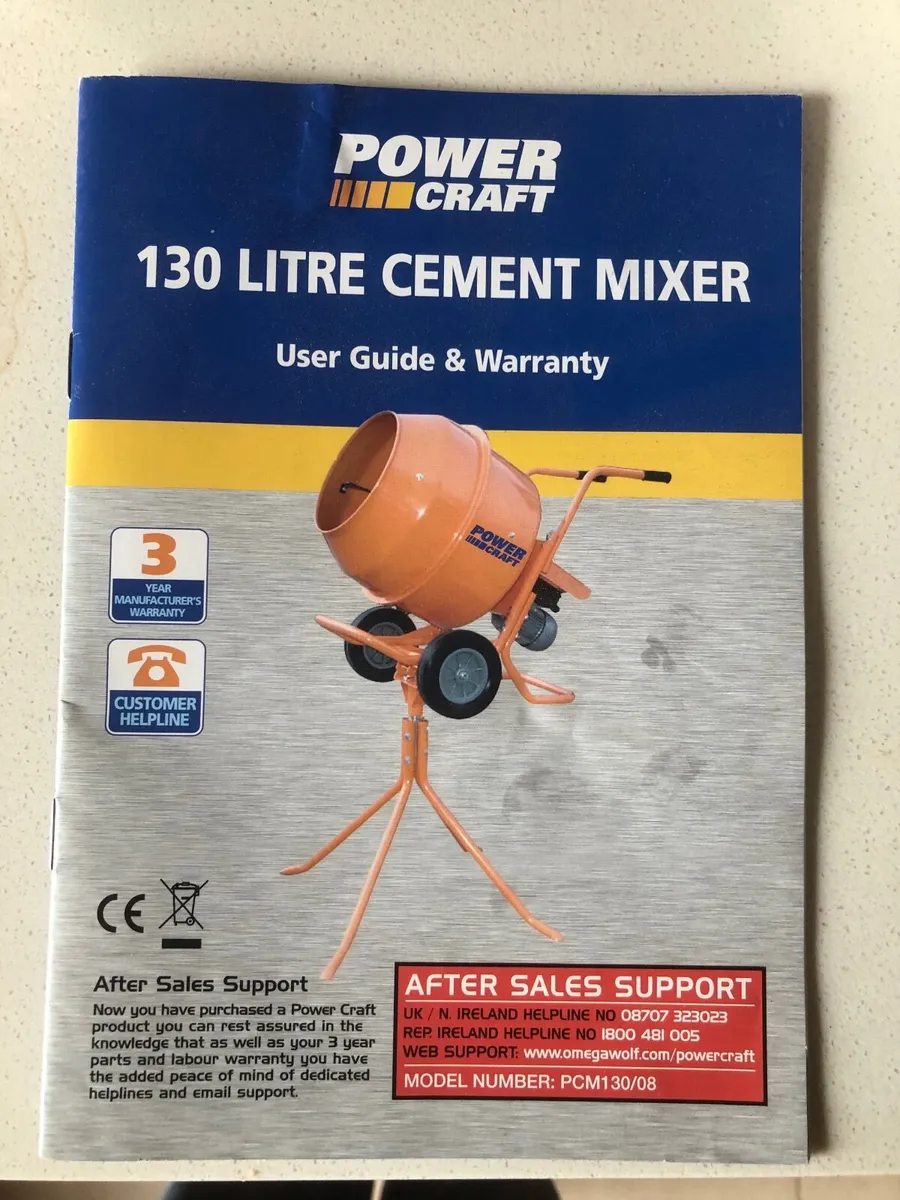 POWER
CRAFT
130 LITRE CEMENT MIXER
User Guide & Warranty
POWER
CRAFT
3
YEAR
MANUFACTURER'S
WARRANTY
CUSTOMER
HELPLINE
CE
After Sales Support
Now you have purchased a Power Craft
product you can rest assured in the
knowledge that as well as your 3 year
parts and labour warranty you have
the added peace of mind of dedicated
helplines and email support.
AFTER SALES SUPPORT
UK / N. IRELAND HELPLINE NO 08707 323023
REP. IRELAND HELPLINE NO 1800 481 005
WEB SUPPORT: www.omegawolf.com/powercraft
MODEL NUMBER: PCM130/08